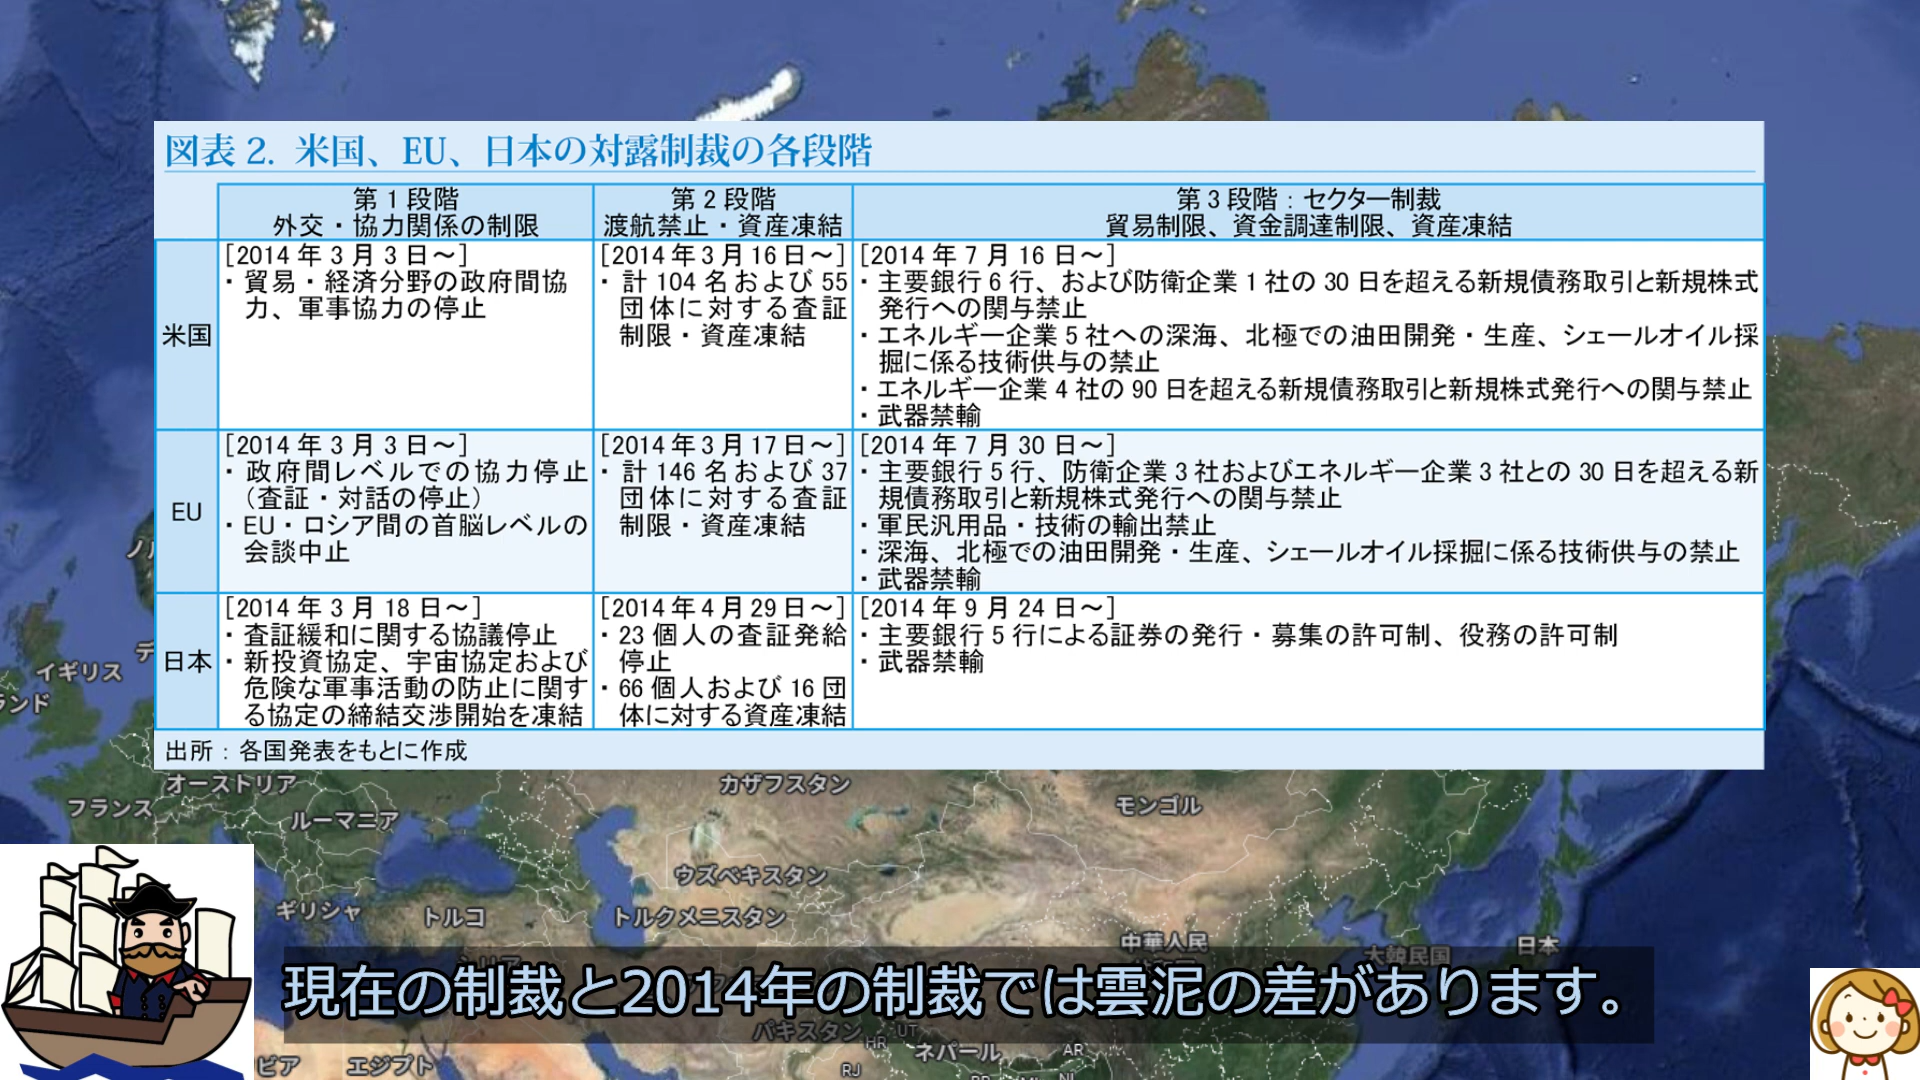 図表 2. 米国、EU、日本の対露制裁の各段階
第 1 段階
外交・協力関係の制限
第 2 段階
渡航禁止・資産凍結
第 3 段階：セクター制裁
貿易制限、資金調達制限、資産凍結
米国
[2014 年 3 月 3 日～]
・貿易・経済分野の政府間協
力、軍事協力の停止
[2014 年 3 月 16 日～]
・計 104 名および 55
団体に対する査証
制限・資産凍結
[2014 年 7 月 16 日～]
・主要銀行 6 行、および防衛企業 1 社の 30 日を超える新規債務取引と新規株式
発行への関与禁止
・エネルギー企業 5 社への深海、北極での油田開発・生産、シェールオイル採
掘に係る技術供与の禁止
・エネルギー企業 4 社の 90 日を超える新規債務取引と新規株式発行への関与禁止
・武器禁輸
EU
[2014 年 3 月 3 日～]
・政府間レベルでの協力停止
（査証・対話の停止）
・EU・ロシア間の首脳レベルの
会談中止
[2014 年 3 月 17 日～]
・計 146 名および 37
団体に対する査証
制限・資産凍結
[2014 年 7 月 30 日～]
・主要銀行 5 行、防衛企業 3 社およびエネルギー企業 3 社との 30 日を超える新
規債務取引と新規株式発行への関与禁止
・軍民汎用品・技術の輸出禁止
・深海、北極での油田開発・生産、シェールオイル採掘に係る技術供与の禁止
・武器禁輸
日本
[2014 年 3 月 18 日～]
・査証緩和に関する協議停止
・新投資協定、宇宙協定および
危険な軍事活動の防止に関す
る協定の締結交渉開始を凍結
[2014 年 4 月 29 日～]
・23 個人の査証発給
停止
・66 個人および 16 団
体に対する資産凍結
[2014 年 9 月 24 日～]
・主要銀行 5 行による証券の発行・募集の許可制、役務の許可制
・武器禁輸
出所：各国発表をもとに作成
ノル
デ
イギリス
ランド
オーストリア
フランス
ルーマニア
カザフスタン
モンゴル
ウズベキスタン
ギリシャ
トルコ
トルクメニスタン
中華人民
大韓民国
日本
シリア
現在の制裁と2014年の制裁では雲泥の差があります。
パキスタン
UT
HR
ネパール
AR
ビア
エジプト
RJ